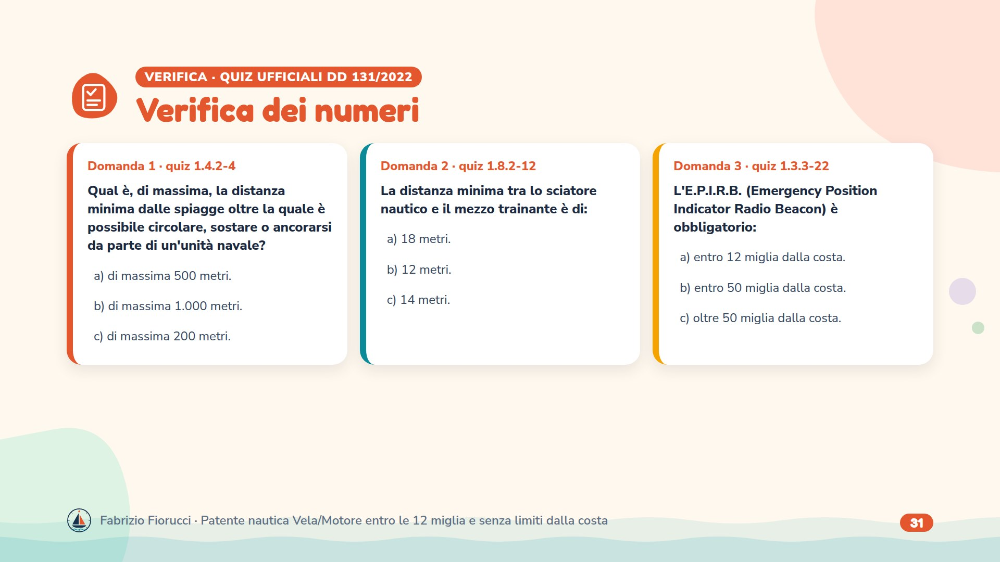 VERIFICA · QUIZ UFFICIALI DD 131/2022
Verifica dei numeri
Domanda 1 · quiz 1.4.2-4
Qual è, di massima, la distanza
minima dalle spiagge oltre la quale è
possibile circolare, sostare o ancorarsi
da parte di un'unità navale?
a) di massima 500 metri.
b) di massima 1.000 metri.
c) di massima 200 metri.
Domanda 2 · quiz 1.8.2-12
La distanza minima tra lo sciatore
nautico e il mezzo trainante è di:
a) 18 metri.
b) 12 metri.
c) 14 metri.
Domanda 3 · quiz 1.3.3-22
L'E.P.I.R.B. (Emergency Position
Indicator Radio Beacon) è
obbligatorio:
a) entro 12 miglia dalla costa.
b) entro 50 miglia dalla costa.
c) oltre 50 miglia dalla costa.
Fabrizio Fiorucci · Patente nautica Vela/Motore entro le 12 miglia e senza limiti dalla costa
31